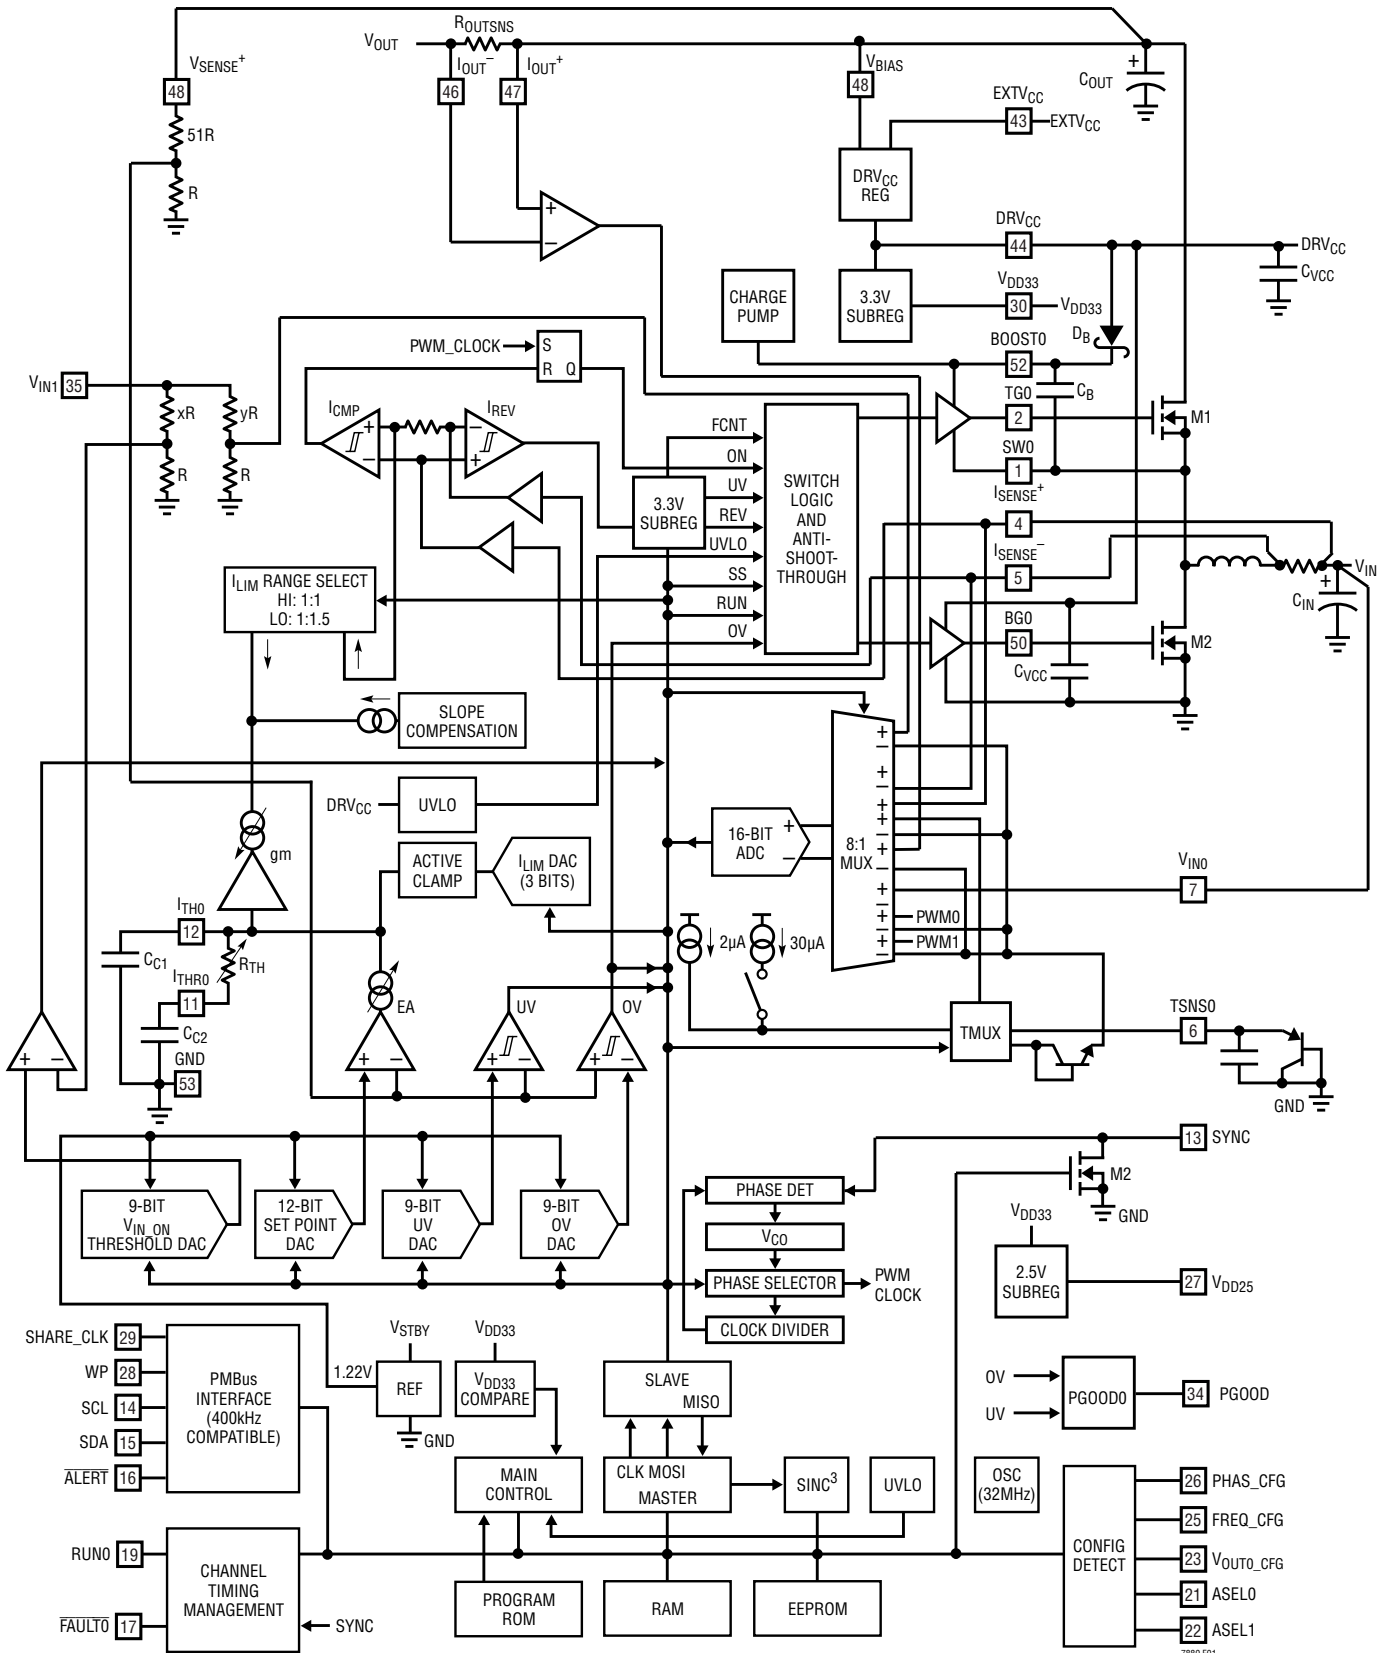 ROUTSNS
VOUT
IOUT–
IOUT+
VSENSE+
VBIAS
48
46
47
48
COUT
+
EXTVCC
43
EXTVCC
51R
R
DRVCC
REG
+
–
DRVCC
44
DRVCC
CVCC
CHARGE
PUMP
3.3V
SUBREG
VDD33
30
VDD33
DB
BOOST0
52
CB
PWM_CLOCK
S
R Q
VIN1 35
xR
yR
R
R
ICMP
IREV
+
–
–
+
TG0
2
M1
SW0
1
FCNT
ON
UV
REV
UVLO
SS
RUN
OV
3.3V
SUBREG
SWITCH
LOGIC
AND
ANTI-
SHOOT-
THROUGH
ISENSE+
4
ISENSE–
5
VIN
+
CIN
ILIM RANGE SELECT
HI: 1:1
LO: 1:1.5
BG0
50
M2
CVCC
SLOPE
COMPENSATION
DRVCC
UVLO
gm
ACTIVE
CLAMP
ILIM DAC
(3 BITS)
16-BIT
ADC
+
–
8:1
MUX
+
–
+
–
+
+
–
+
–
+
–
+
–
+
–
PWM0
PWM1
VIN0
7
ITH0
12
CC1
RTH
ITHR0
11
CC2
GND
53
2µA
30µA
EA
UV
OV
+ –
+ –
+
–
TMUX
TSNS0
6
GND
13 SYNC
M2
GND
9-BIT
VIN_ON
THRESHOLD DAC
12-BIT
SET POINT
DAC
9-BIT
UV
DAC
9-BIT
OV
DAC
PHASE DET
VCO
PHASE SELECTOR
CLOCK DIVIDER
PWM
CLOCK
VDD33
2.5V
SUBREG
27 VDD25
SHARE_CLK 29
WP 28
SCL 14
SDA 15
ALERT 16
PMBus
INTERFACE
(400kHz
COMPATIBLE)
1.22V
VSTBY
REF
GND
VDD33
VDD33
COMPARE
SLAVE
MISO
OV
UV
PGOOD0
34 PGOOD
MAIN
CONTROL
CLK MOSI
MASTER
SINC3
UVLO
OSC
(32MHz)
RUN0 19
FAULT0 17
CHANNEL
TIMING
MANAGEMENT
SYNC
PROGRAM
ROM
RAM
EEPROM
CONFIG
DETECT
26 PHAS_CFG
25 FREQ_CFG
23 VOUT0_CFG
21 ASEL0
22 ASEL1